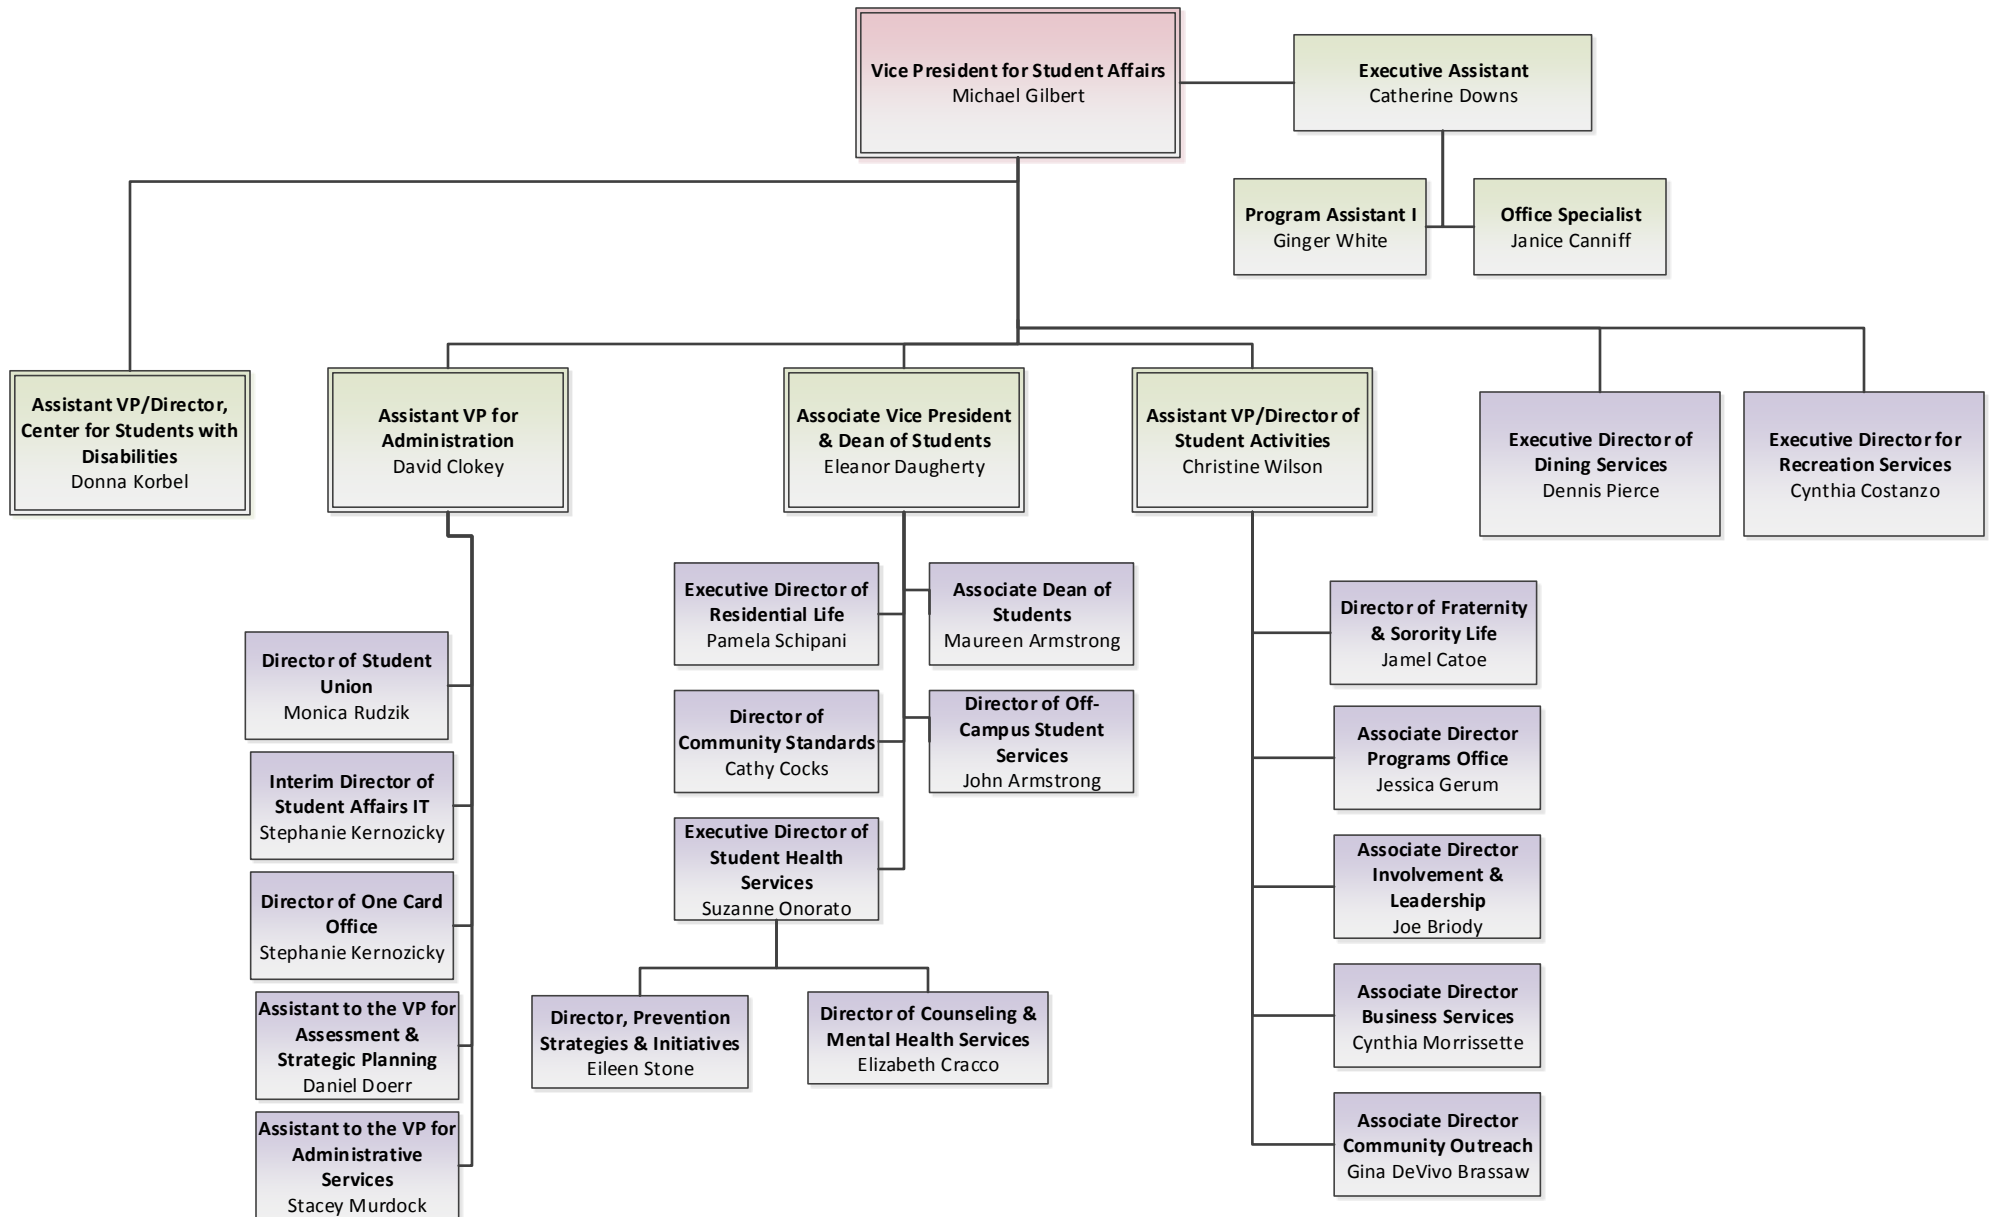 Vice President for Student Affairs
Michael Gilbert
Executive Assistant
Catherine Downs
Program Assistant I
Ginger White
Office Specialist
Janice Canniff
Assistant VP/Director,
Center for Students with
Disabilities
Donna Korbel
Assistant VP for
Administration
David Clokey
Associate Vice President
& Dean of Students
Eleanor Daugherty
Assistant VP/Director of
Student Activities
Christine Wilson
Executive Director of
Dining Services
Dennis Pierce
Executive Director for
Recreation Services
Cynthia Costanzo
Director of Student
Union
Monica Rudzik
Interim Director of
Student Affairs IT
Stephanie Kernozicky
Director of One Card
Office
Stephanie Kernozicky
Assistant to the VP for
Assessment &
Strategic Planning
Daniel Doerr
Assistant to the VP for
Administrative
Services
Stacey Murdock
Executive Director of
Residential Life
Pamela Schipani
Associate Dean of
Students
Maureen Armstrong
Director of
Community Standards
Cathy Cocks
Director of Off-
Campus Student
Services
John Armstrong
Executive Director of
Student Health
Services
Suzanne Onorato
Director, Prevention
Strategies & Initiatives
Eileen Stone
Director of Counseling &
Mental Health Services
Elizabeth Cracco
Director of Fraternity
& Sorority Life
Jamel Catoe
Associate Director
Programs Office
Jessica Gerum
Associate Director
Involvement &
Leadership
Joe Briody
Associate Director
Business Services
Cynthia Morrissette
Associate Director
Community Outreach
Gina DeVivo Brassaw